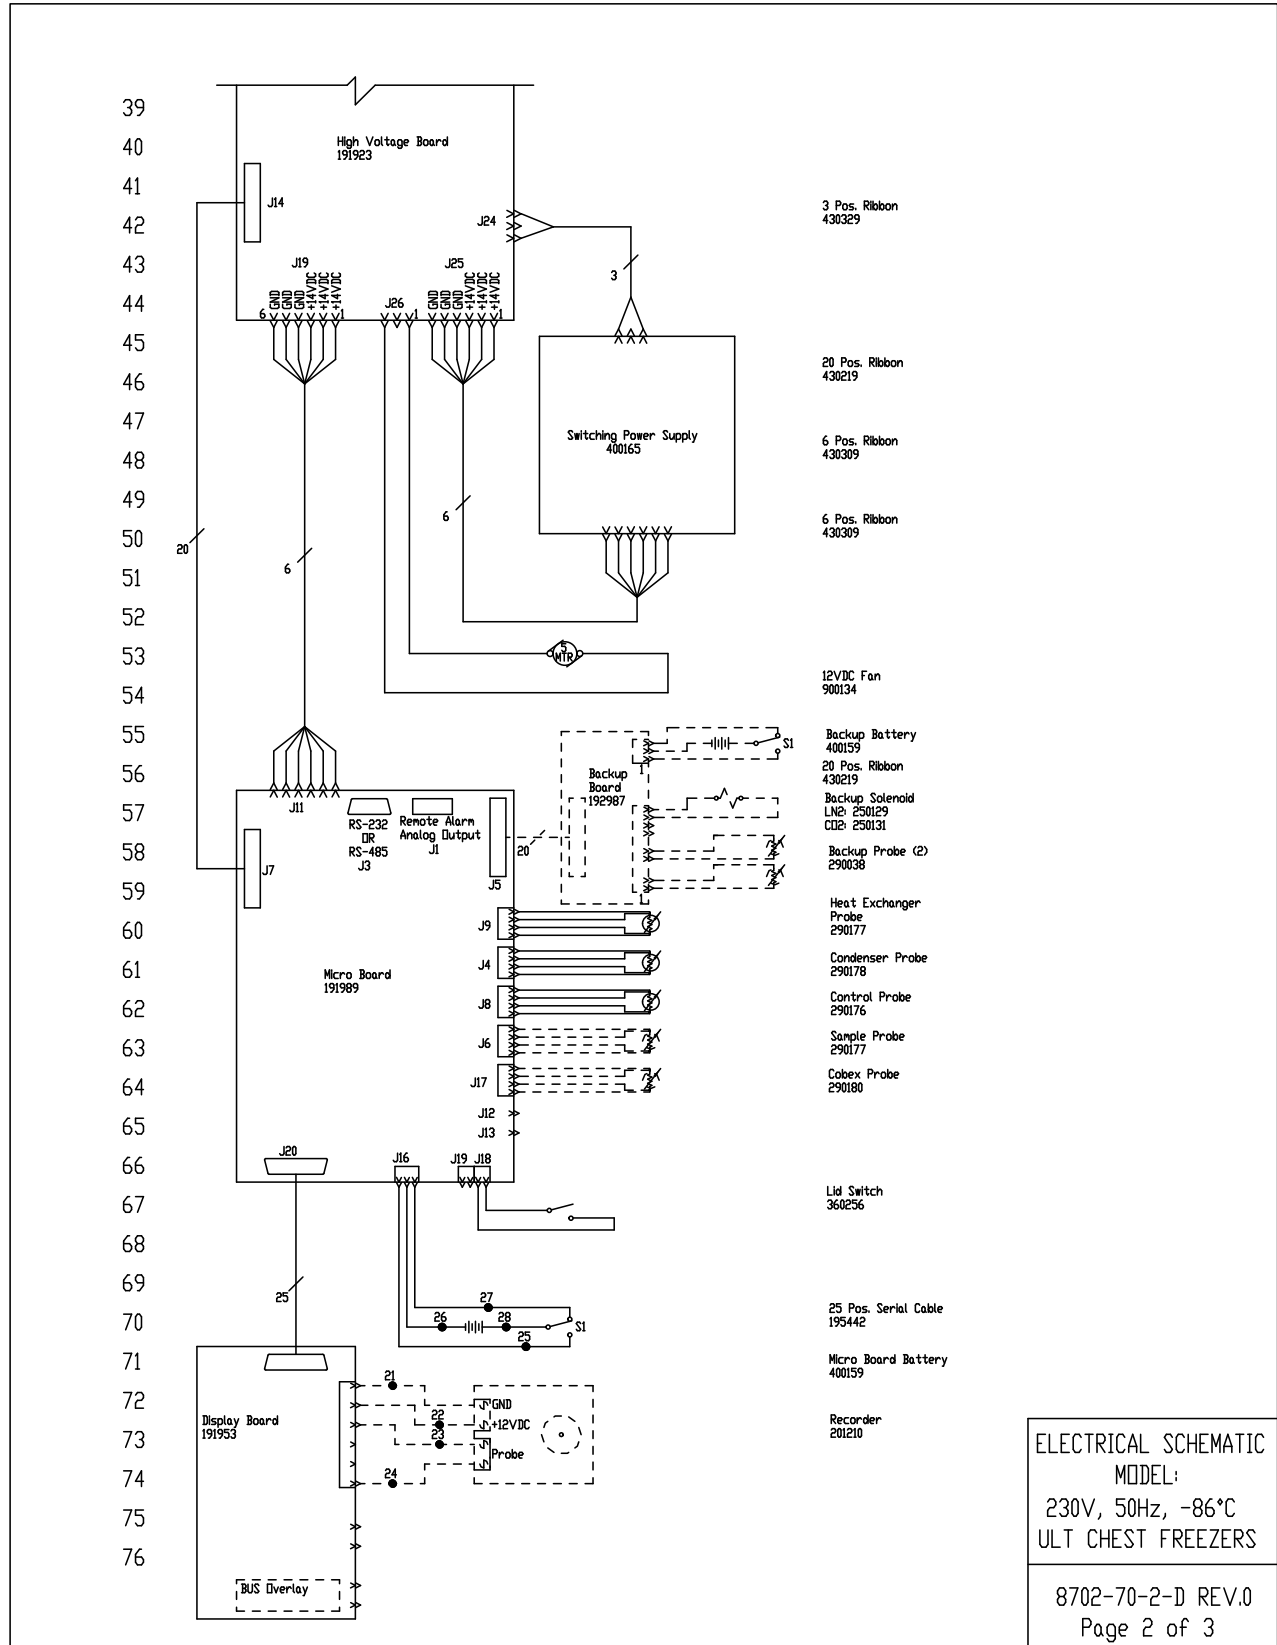 39
40
41
42
43
44
45
46
47
48
49
50
51
52
53
54
55
56
57
58
59
60
61
62
63
64
65
66
67
68
69
70
71
72
73
74
75
76
High Voltage Board
191923
J14
J24
J19
J25
J26
GND
GND
GND
+14VDC
+14VDC
+14VDC
GND
GND
GND
+14VDC
+14VDC
+14VDC
6
1
1
1
3
Switching Power Supply
400165
20
6
6
5
MTR
3 Pos. Ribbon
430329
20 Pos. Ribbon
430219
6 Pos. Ribbon
430309
6 Pos. Ribbon
430309
12VDC Fan
900134
Backup Battery
400159
20 Pos. Ribbon
430219
Backup Solenoid
LN2: 250129
CO2: 250131
Backup Probe (2)
290038
Heat Exchanger
Probe
290177
Condenser Probe
290178
Control Probe
290176
Sample Probe
290177
Cobex Probe
290180
Lid Switch
360256
25 Pos. Serial Cable
195442
Micro Board Battery
400159
Recorder
201210
S1
1
Backup
Board
192987
1
20
J11
RS-232
OR
RS-485
J3
Remote Alarm
Analog Output
J1
J5
J7
J9
J4
J8
J6
J17
J12
J13
Micro Board
191989
J20
J16
J19
J18
25
27
26
28
S1
25
21
22
23
24
GND
+12VDC
Probe
Display Board
191953
BUS Overlay
ELECTRICAL SCHEMATIC
MODEL:
230V, 50Hz, -86°C
ULT CHEST FREEZERS
8702-70-2-D REV.0
Page 2 of 3